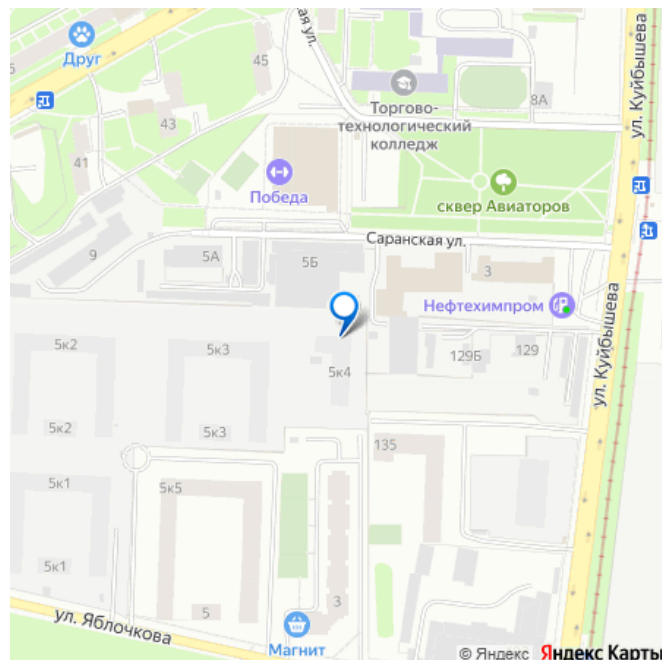 ская ул.
Друг
45
43
41
Торгово-
технологический
колледж
8А
ул. Куйбышева
Победа
сквер Авиаторов
Саранская ул.
9
5А
5Б
3
Нефтехимпром
5к2
5к3
5к4
129Б
129
ул. Куйбышева
5к2
5к3
135
5к1
5к5
5к1
5
3
ул. Яблочкова
Магнит
© Яндекс Яндекс Карты